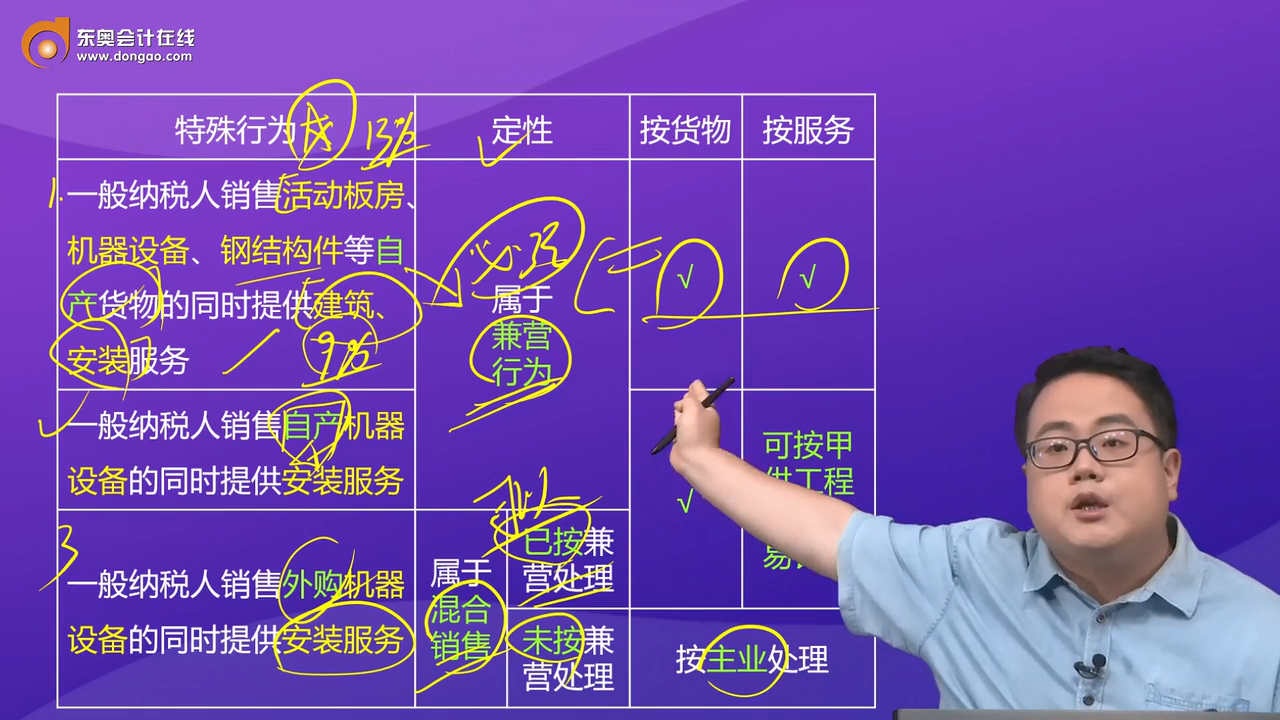 东奥会计在线
www.dongao.com
特殊行为
13%
定性
按货物
按服务
1.
一般纳税人销售活动板房、
机器设备、钢结构件等自
产货物的同时提供建筑、
安装服务
9%
必须
属于
兼营
行为
√
√
一般纳税人销售自产机器
设备的同时提供安装服务
√
可按甲
供工程
3
一般纳税人销售外购机器
设备的同时提供安装服务
属于
混合
销售
已按兼
营处理
未按兼
营处理
按主业处理